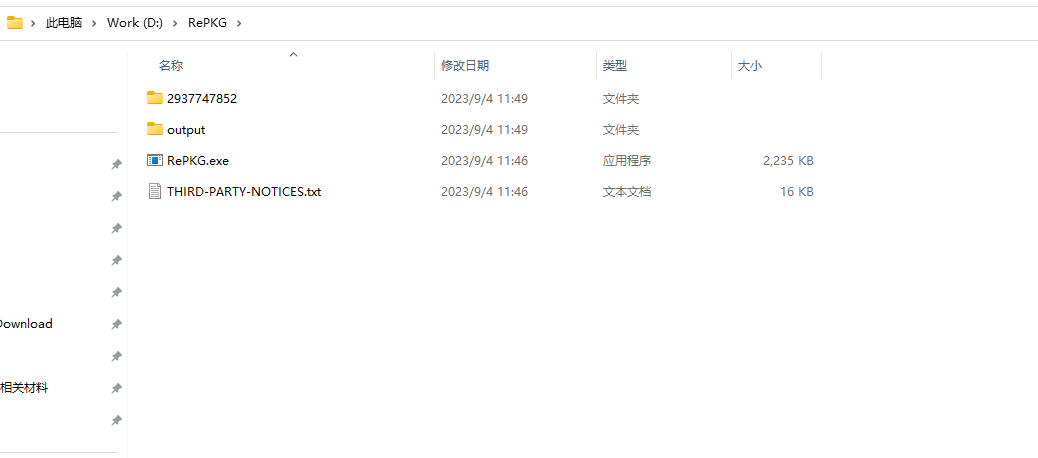 此电脑 > Work (D:) > RePKG >
名称 修改日期 类型 大小
2937747852 2023/9/4 11:49 文件夹
output 2023/9/4 11:49 文件夹
RePKG.exe 2023/9/4 11:46 应用程序 2,235 KB
THIRD-PARTY-NOTICES.txt 2023/9/4 11:46 文本文档 16 KB
Download
相关材料